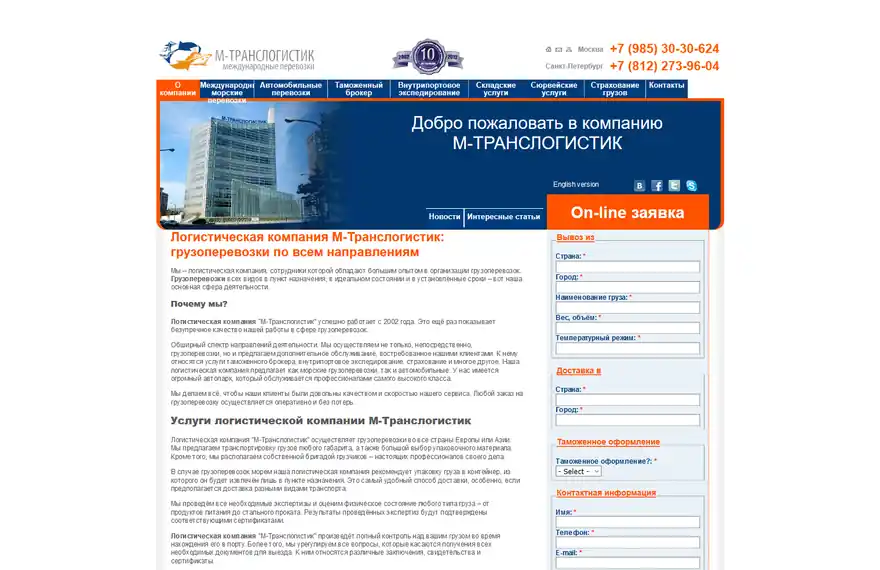 М-ТРАНСЛОГИСТИК
международные перевозки
2002 10 2012
Москва +7 (985) 30-30-624
Санкт-Петербург +7 (812) 273-96-04
О компании
Международные морские перевозки
Автомобильные перевозки
Таможенный брокер
Внутрипортовое экспедирование
Складские услуги
Сюрвейские услуги
Страхование грузов
Контакты
М-ТРАНСЛОГИСТИК
Добро пожаловать в компанию
М-ТРАНСЛОГИСТИК
English version
Новости
Интересные статьи
On-line заявка
Логистическая компания М-Транслогистик:
грузоперевозки по всем направлениям
Мы – логистическая компания, сотрудники которой обладают большим опытом в организации грузоперевозок.
Грузоперевозки всех видов в пункт назначения, в идеальном состоянии и в установленные сроки – вот наша
основная сфера деятельности.
Почему мы?
Логистическая компания "М-Транслогистик" успешно работает с 2002 года. Это ещё раз показывает
безупречное качество нашей работы в сфере грузоперевозок.
Обширный спектр направлений деятельности. Мы осуществляем не только, непосредственно,
грузоперевозки, но и предлагаем дополнительное обслуживание, востребованное нашими клиентами. К нему
относятся услуги таможенного брокера, внутрипортовое экспедирование, страхование и многое другое. Наша
логистическая компания предлагает как морские грузоперевозки, так и автомобильные. У нас имеется
огромный автопарк, который обслуживается профессионалами самого высокого класса.
Мы делаем всё, чтобы наши клиенты были довольны качеством и скоростью нашего сервиса. Любой заказ на
грузоперевозку осуществляется оперативно и без потерь.
Услуги логистической компании М-Транслогистик
Логистическая компания "М-Транслогистик" осуществляет грузоперевозки во все страны Европы или Азии.
Мы предлагаем транспортировку грузов любого габарита, а также большой выбор упаковочного материала.
Кроме того, мы располагаем собственной бригадой грузчиков – настоящих профессионалов своего дела.
В случае грузоперевозок морем наша логистическая компания рекомендует упаковку груза в контейнер, из
которого он будет извлечён лишь в пункте назначения. Это самый удобный способ доставки, особенно, если
предполагается доставка разными видами транспорта.
Мы проведём все необходимые экспертизы и оценим физическое состояние любого типа груза – от
продуктов питания до стального проката. Результаты проведённых экспертиз будут подтверждены
соответствующими сертификатами.
Логистическая компания "М-Транслогистик" произведёт полный контроль над вашим грузом во время
нахождения его в порту. Более того, мы урегулируем все вопросы, которые касаются получения всех
необходимых документов для выезда. К ним относятся различные заключения, свидетельства и
сертификаты.
Вывоз из
Страна: *
Город: *
Наименование груза: *
Вес, объём: *
Температурный режим: *
Доставка в
Страна: *
Город: *
Таможенное оформление
Таможенное оформление?: *
- Select -
Контактная информация
Имя: *
Телефон: *
E-mail: *